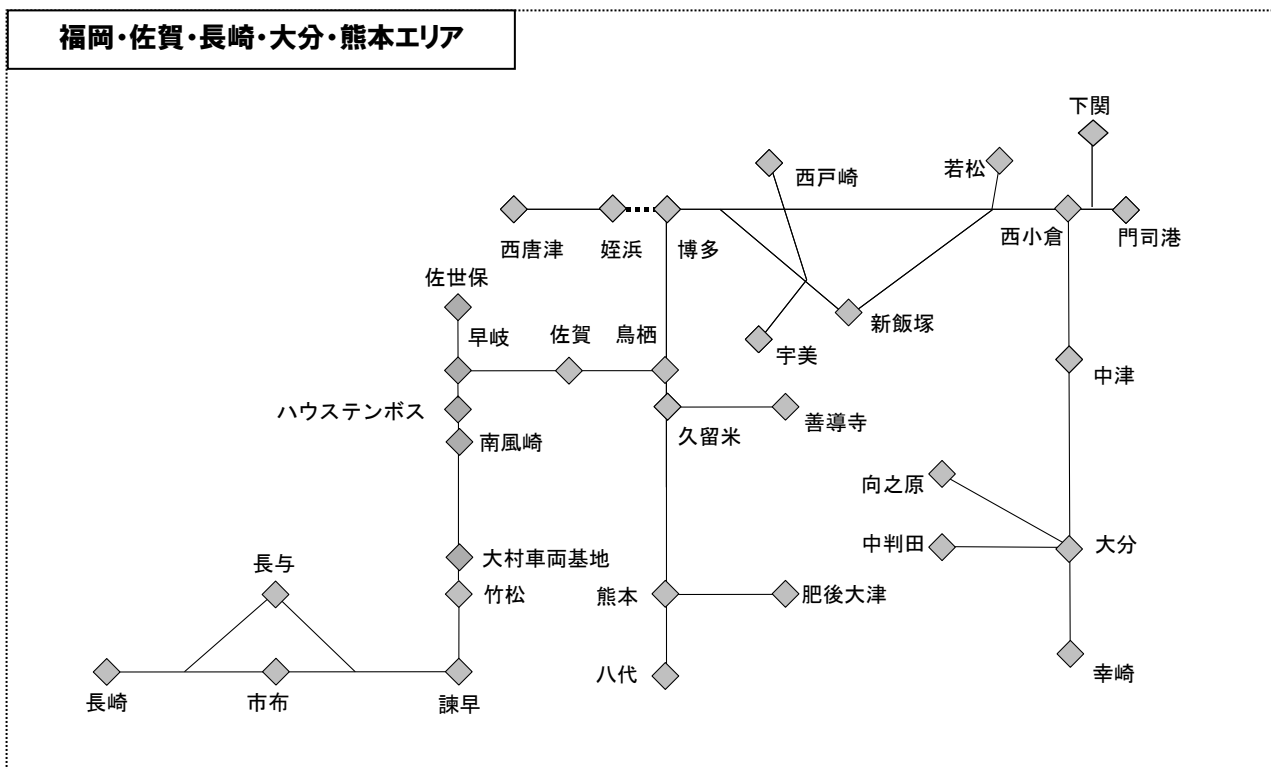 福岡・佐賀・長崎・大分・熊本エリア
下関
西戸崎
若松
西唐津
姪浜
博多
西小倉
門司港
佐世保
新飯塚
早岐
佐賀
鳥栖
宇美
中津
ハウステンボス
善導寺
南風崎
久留米
向之原
中判田
大分
長与
大村車両基地
竹松
熊本
肥後大津
八代
幸崎
長崎
市布
諫早